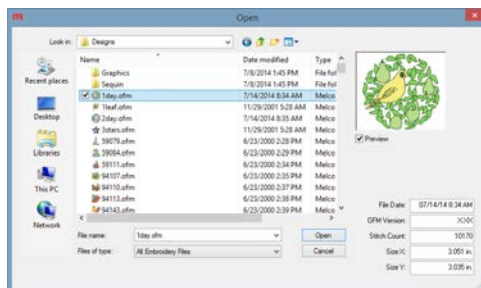 m
Open
Look in: Designs
Name Date modified Type
Graphics 7/8/2014 1:45 PM File fol
Sequin 7/8/2014 1:45 PM File fol
1day.ofm 7/14/2014 8:34 AM Melco
1leaf.ofm 11/29/2001 5:28 AM Melco
2day.ofm 7/14/2014 8:35 AM Melco
3stars.ofm 11/29/2001 5:28 AM Melco
59079.ofm 6/23/2000 2:28 PM Melco
59084.ofm 6/23/2000 2:29 PM Melco
59111.ofm 6/23/2000 2:34 PM Melco
94107.ofm 6/23/2000 2:35 PM Melco
94110.ofm 6/23/2000 2:37 PM Melco
94113.ofm 6/23/2000 2:38 PM Melco
94143.ofm 6/23/2000 2:39 PM Melco
Recent places
Desktop
Libraries
This PC
Network
File name: 1day.ofm Open
Files of type: All Embroidery Files Cancel
Preview
File Date: 07/14/14 8:34 AM
OFM Version:
Stitch Count: 10170
Size X: 3.051 in.
Size Y: 3.035 in.